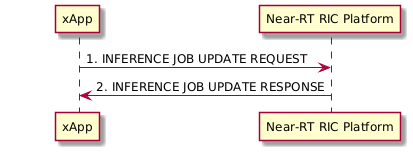 xApp Near-RT RIC Platform
1. INFERENCE JOB UPDATE REQUEST
2. INFERENCE JOB UPDATE RESPONSE
xApp Near-RT RIC Platform